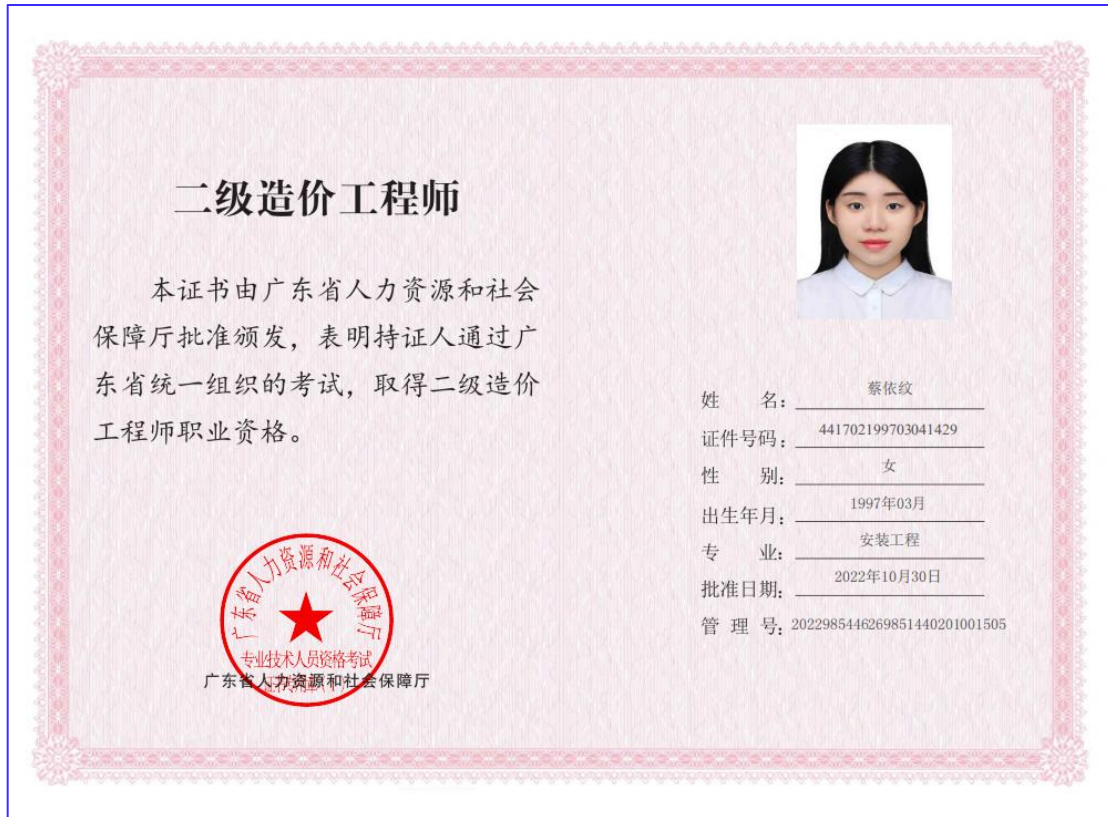 二级造价工程师
本证书由广东省人力资源和社会
保障厅批准颁发，表明持证人通过广
东省统一组织的考试，取得二级造价
工程师职业资格。
广东省人力资源和社会保障厅
专业技术人员资格考试
广东省人力资源和社会保障厅
姓 名：蔡依纹
证件号码：441702199703041429
性 别：女
出生年月：1997年03月
专 业：安装工程
批准日期：2022年10月30日
管 理 号：2022985446269851440201001505